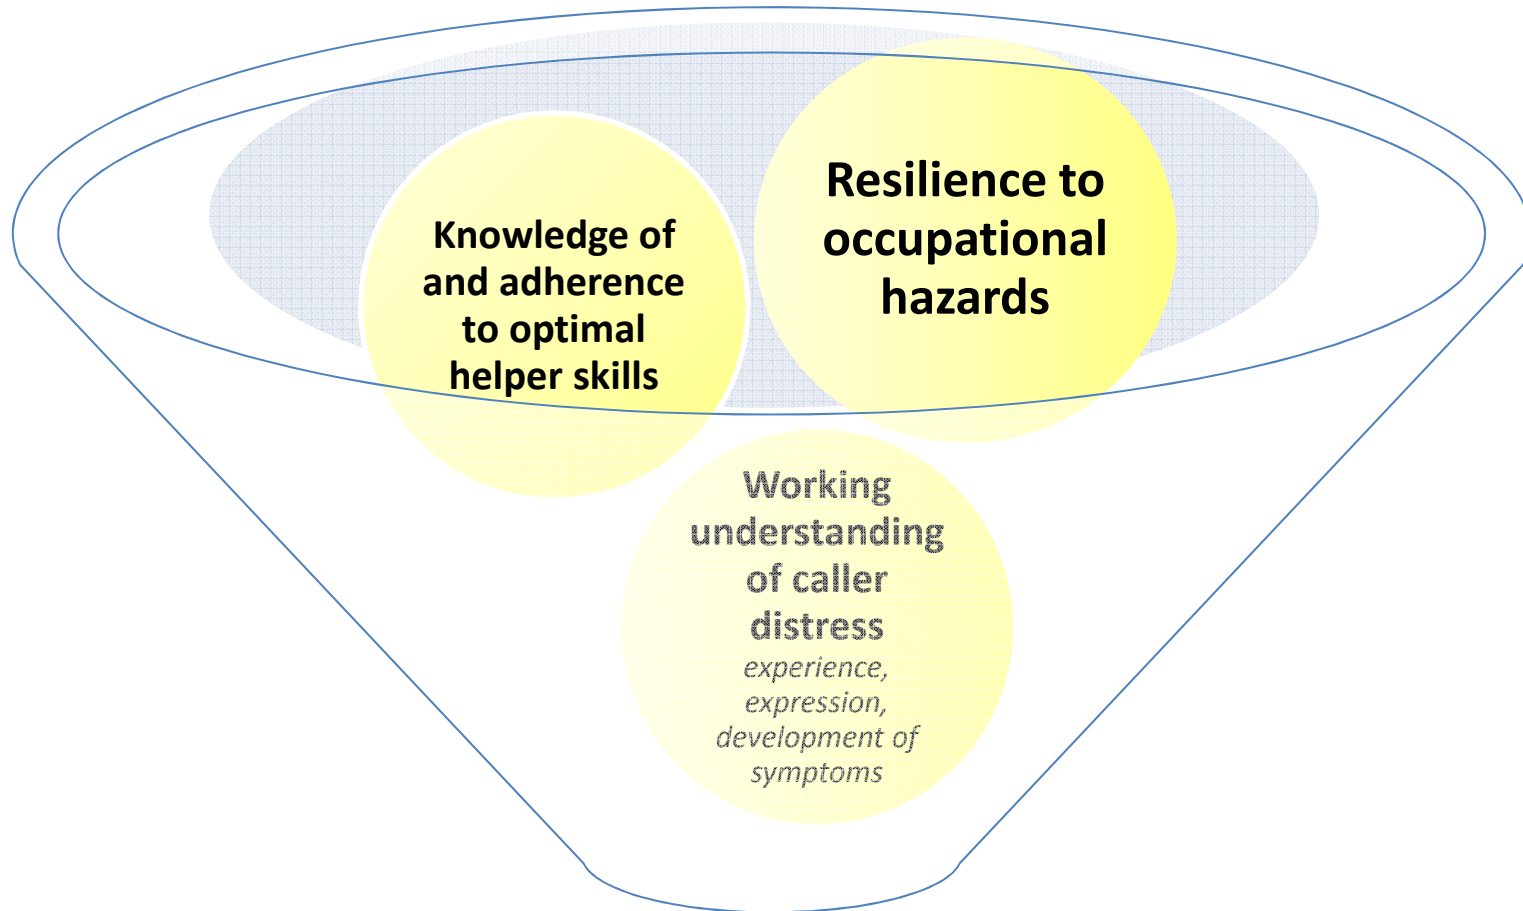 Knowledge of
and adherence
to optimal
helper skills
Resilience to
occupational
hazards
Working
understanding
of caller
distress
experience,
expression,
development of
symptoms